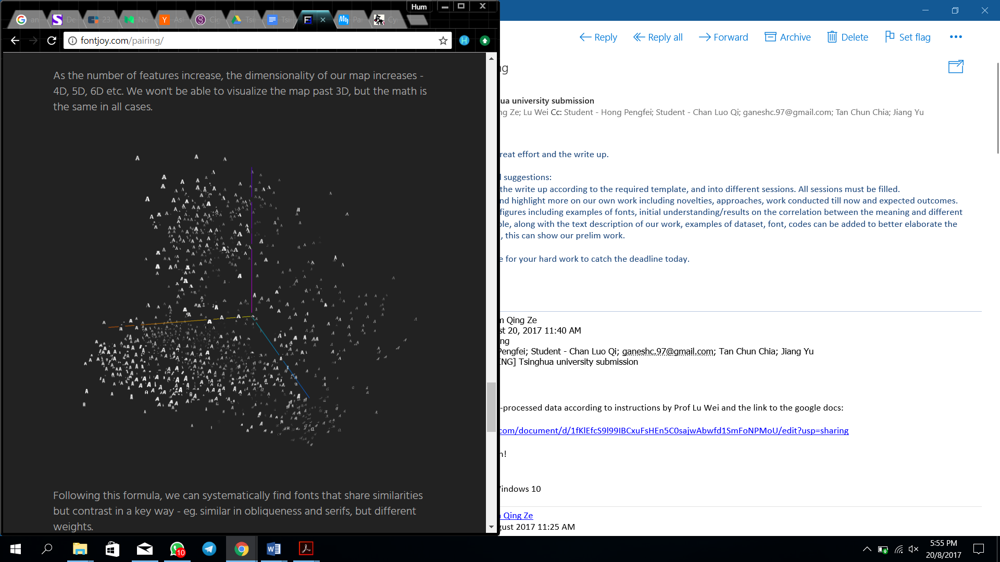 Hum
fontjoy.com/pairing/
As the number of features increase, the dimensionality of our map increases -
4D, 5D, 6D etc. We won't be able to visualize the map past 3D, but the math is
the same in all cases.
Following this formula, we can systematically find fonts that share similarities
but contrast in a key way - eg. similar in obliqueness and serifs, but different
weights.
Reply
Reply all
Forward
Archive
Delete
Set flag
ng
ua university submission
ng Ze; Lu Wei Cc: Student - Hong Pengfei; Student - Chan Luo Qi; ganeshc.97@gmail.com; Tan Chun Chia; Jiang Yu
reat effort and the write up.
l suggestions:
the write up according to the required template, and into different sessions. All sessions must be filled.
nd highlight more on our own work including novelties, approaches, work conducted till now and expected outcomes.
figures including examples of fonts, initial understanding/results on the correlation between the meaning and different
ole, along with the text description of our work, examples of dataset, font, codes can be added to better elaborate the
, this can show our prelim work.
e for your hard work to catch the deadline today.
m Qing Ze
st 20, 2017 11:40 AM
ng
Pengfei; Student - Chan Luo Qi; ganeshc.97@gmail.com; Tan Chun Chia; Jiang Yu
ING] Tsinghua university submission
-processed data according to instructions by Prof Lu Wei and the link to the google docs:
com/document/d/1fKlEfcS9l99IBCxuFsHEn5C0sajwAbwfd1SmFoNPMoU/edit?usp=sharing
n!
Windows 10
n Qing Ze
gust 2017 11:25 AM
10
5:55 PM
20/8/2017